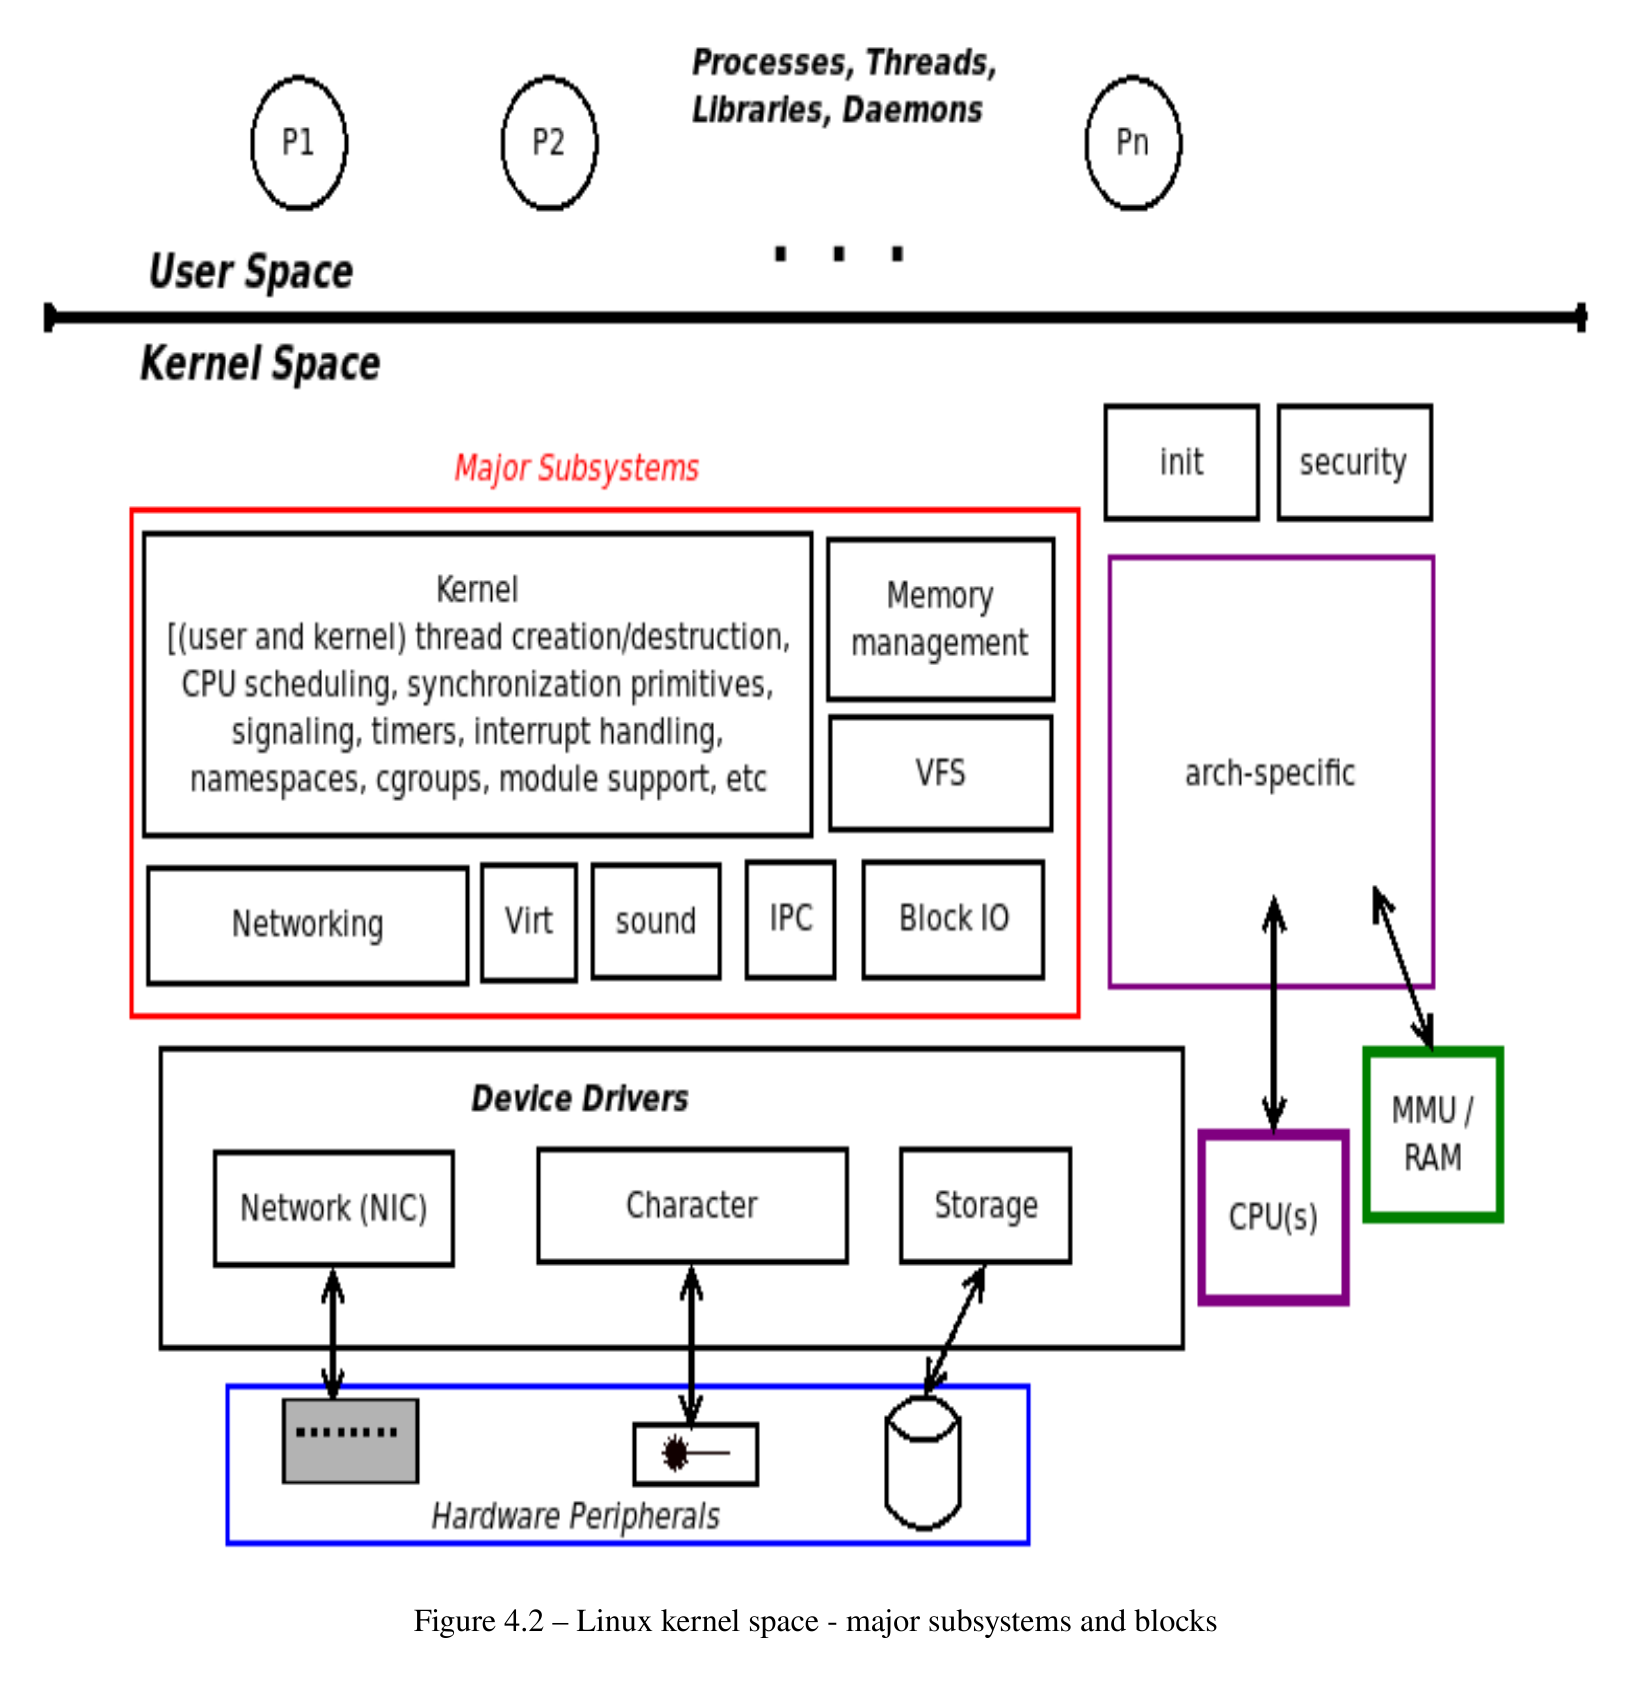 Processes, Threads,
Libraries, Daemons
P1
P2
Pn
. . .
User Space
Kernel Space
init
security
Major Subsystems
Kernel
[(user and kernel) thread creation/destruction,
CPU scheduling, synchronization primitives,
signaling, timers, interrupt handling,
namespaces, cgroups, module support, etc
Memory
management
VFS
arch-specific
Networking
Virt
sound
IPC
Block IO
Device Drivers
Network (NIC)
Character
Storage
CPU(s)
MMU /
RAM
Hardware Peripherals
Figure 4.2 – Linux kernel space - major subsystems and blocks